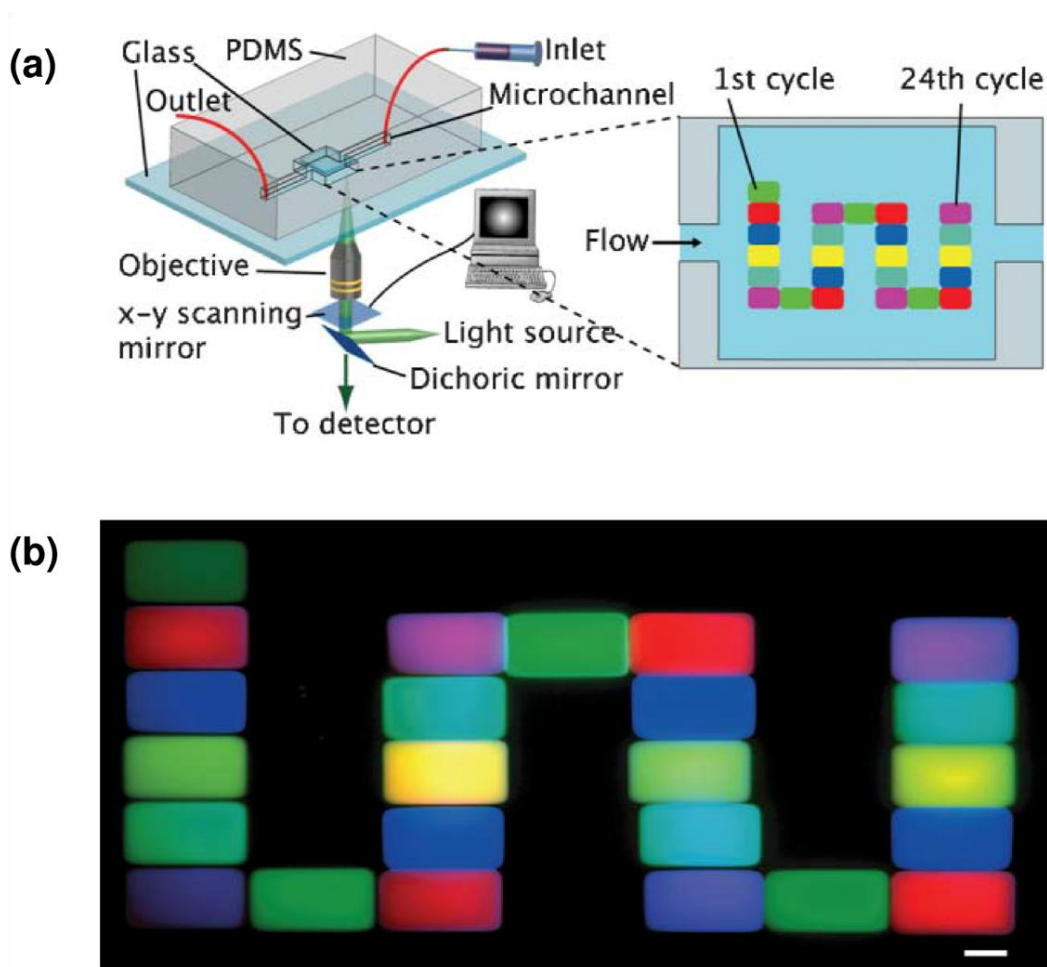 (a)
Glass
PDMS
Inlet
Outlet
Microchannel
1st cycle
24th cycle
Flow
Objective
x-y scanning
mirror
Light source
Dichoric mirror
To detector
(b)